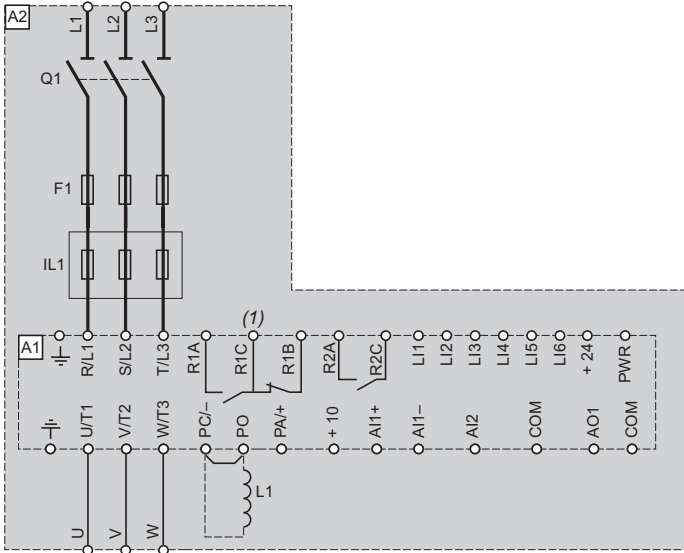 A2
L1 L2 L3
Q1
F1
IL1
(1)
A1
R/L1 S/L2 T/L3 R1A R1C R1B R2A R2C LI1 LI2 LI3 LI4 LI5 LI6 + 24 PWR
U/T1 V/T2 W/T3 PC/– PO PA/+ + 10 AI1+ AI1– AI2 COM AO1 COM
L1
U V W